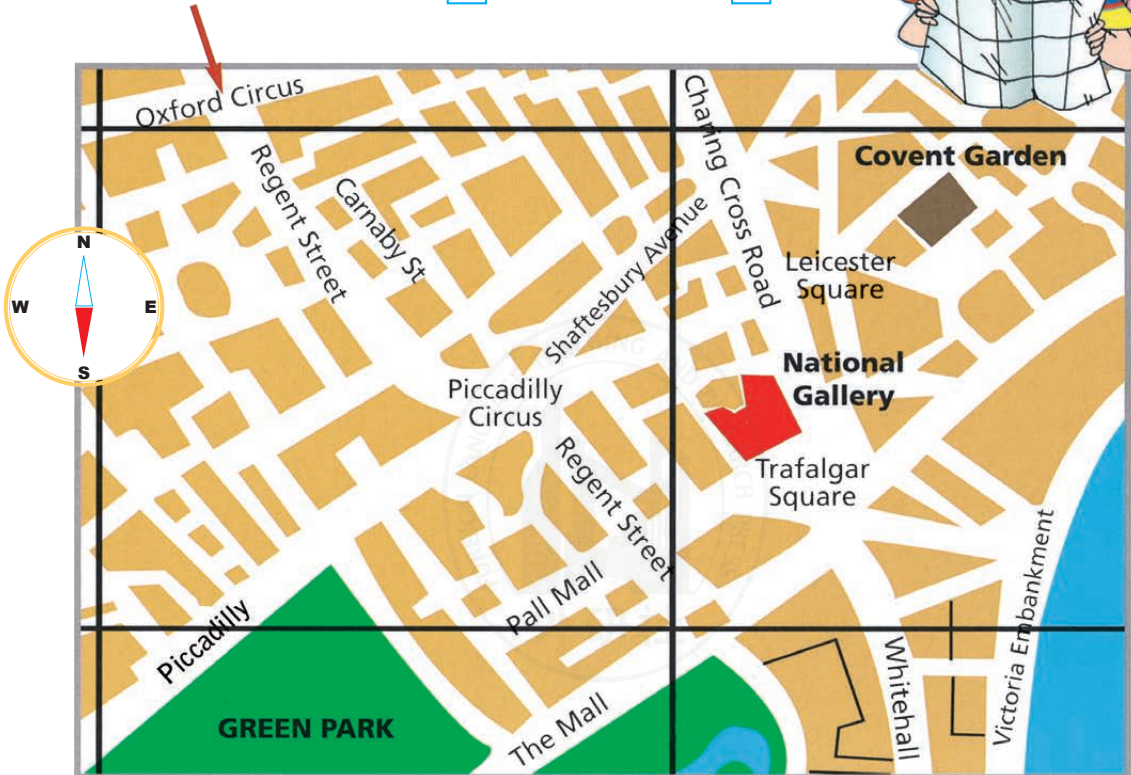 Oxford Circus
Charing Cross Road
Covent Garden
Regent Street
Carnaby St
Shaftesbury Avenue
Leicester
Square
N
W
E
S
National
Gallery
Piccadilly
Circus
Trafalgar
Square
Regent Street
Pall Mall
Victoria Embankment
Piccadilly
Whitehall
GREEN PARK
The Mall